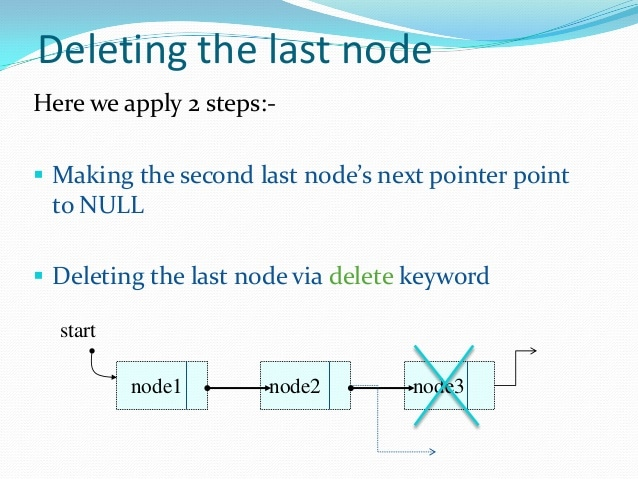 Deleting the last node
Here we apply 2 steps:-
▪ Making the second last node’s next pointer point
to NULL
▪ Deleting the last node via delete keyword
start
node1 node2 node3